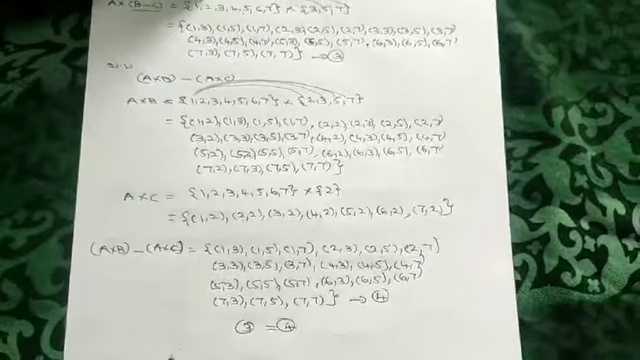 A×(B−C) = {1,2,3,4,5,6,7} × {3,5,7}
= {(1,3),(1,5),(1,7),(2,3),(2,5),(2,7),(3,3),(3,5),(3,7)
(4,3),(4,5),(4,7),(5,3),(5,5),(5,7),(6,3),(6,5),(6,7)
(7,3),(7,5),(7,7)} → ③
(A×B) − (A×C)
A×B = {1,2,3,4,5,6,7} × {2,3,5,7}
= {(1,2),(1,3),(1,5),(1,7),(2,2),(2,3),(2,5),(2,7)
(3,2),(3,3),(3,5),(3,7),(4,2),(4,3),(4,5),(4,7)
(5,2),(5,3),(5,5),(5,7),(6,2),(6,3),(6,5),(6,7)
(7,2),(7,3),(7,5),(7,7)}
A×C = {1,2,3,4,5,6,7} × {2}
= {(1,2),(2,2),(3,2),(4,2),(5,2),(6,2),(7,2)}
(A×B) − (A×C) = {(1,3),(1,5),(1,7),(2,3),(2,5),(2,7)
(3,3),(3,5),(3,7),(4,3),(4,5),(4,7)
(5,3),(5,5),(5,7),(6,3),(6,5),(6,7)
(7,3),(7,5),(7,7)} → ④
③ = ④